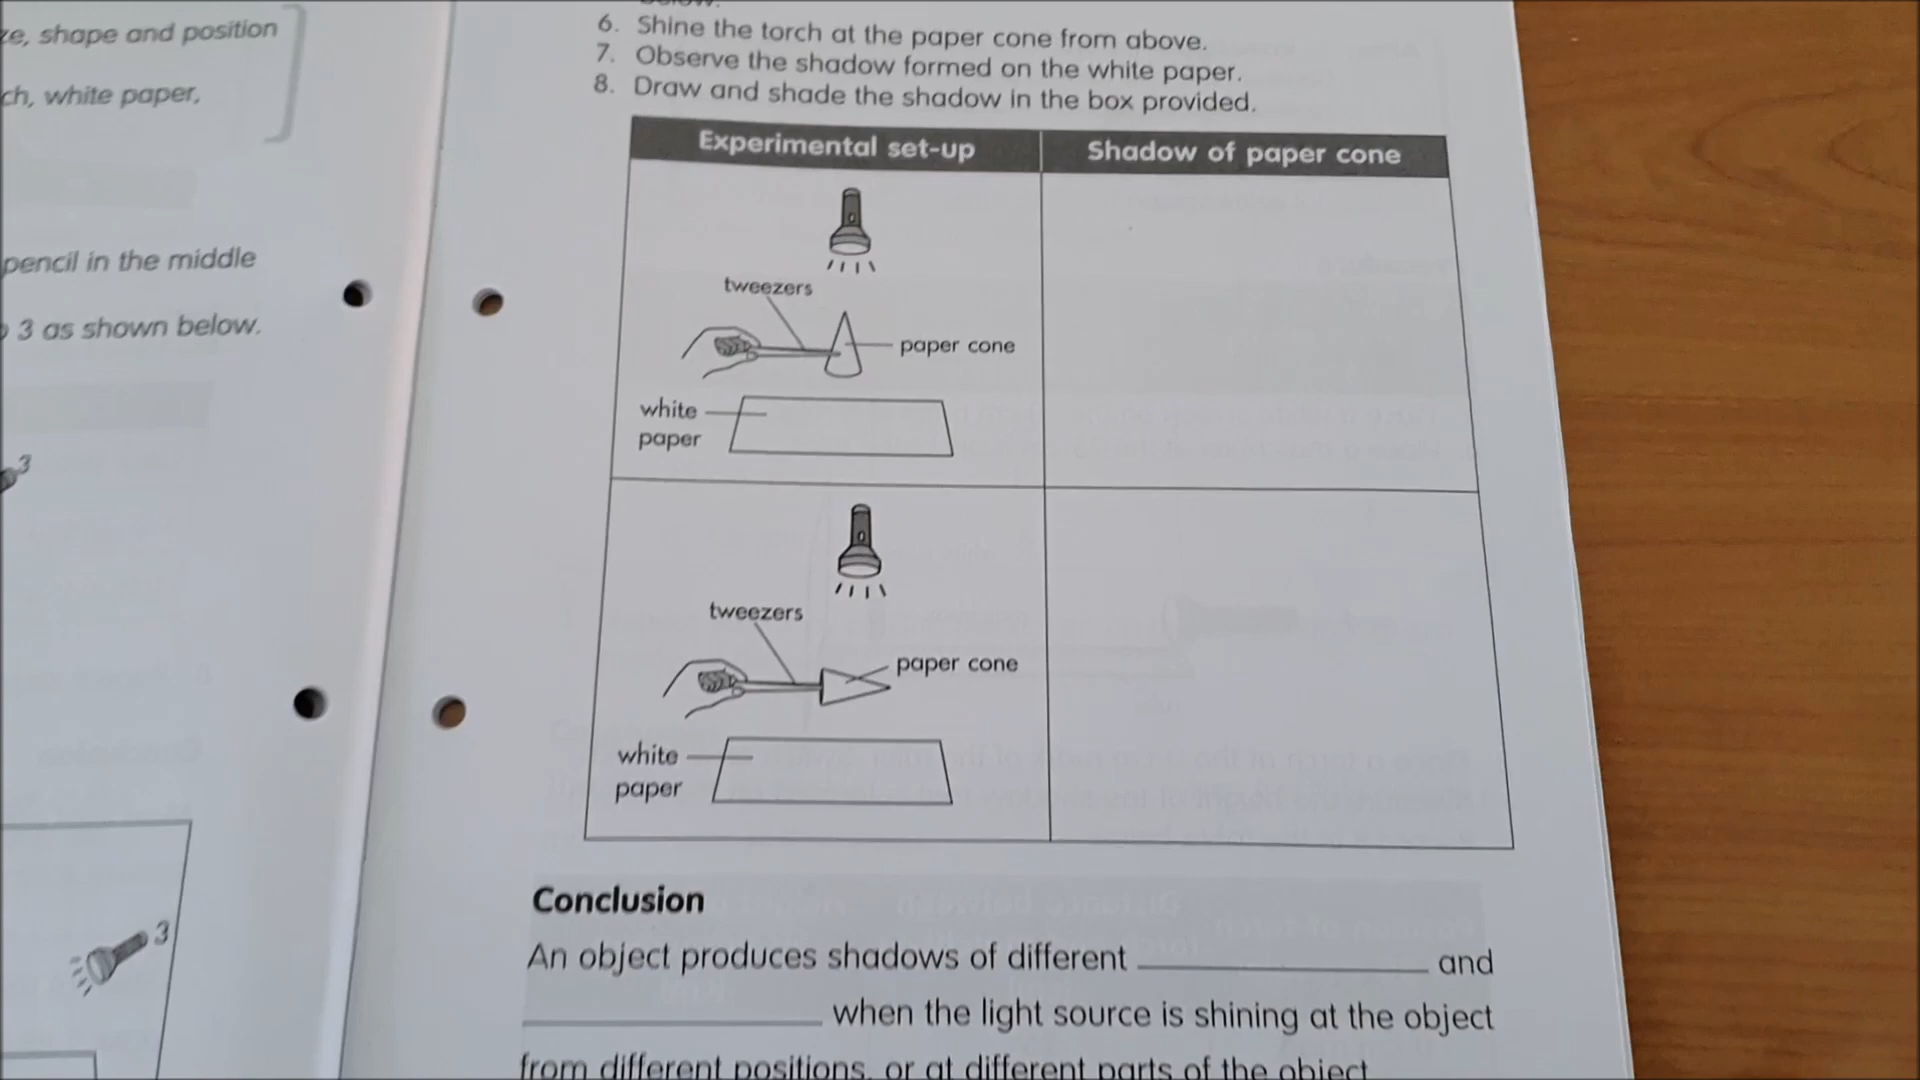 ze, shape and position
ch, white paper,
pencil in the middle
3 as shown below.
3
3
6. Shine the torch at the paper cone from above.
7. Observe the shadow formed on the white paper.
8. Draw and shade the shadow in the box provided.
Experimental set-up
Shadow of paper cone
tweezers
paper cone
white
paper
tweezers
paper cone
white
paper
Conclusion
An object produces shadows of different ____________ and
____________ when the light source is shining at the object
from different positions, or at different parts of the object